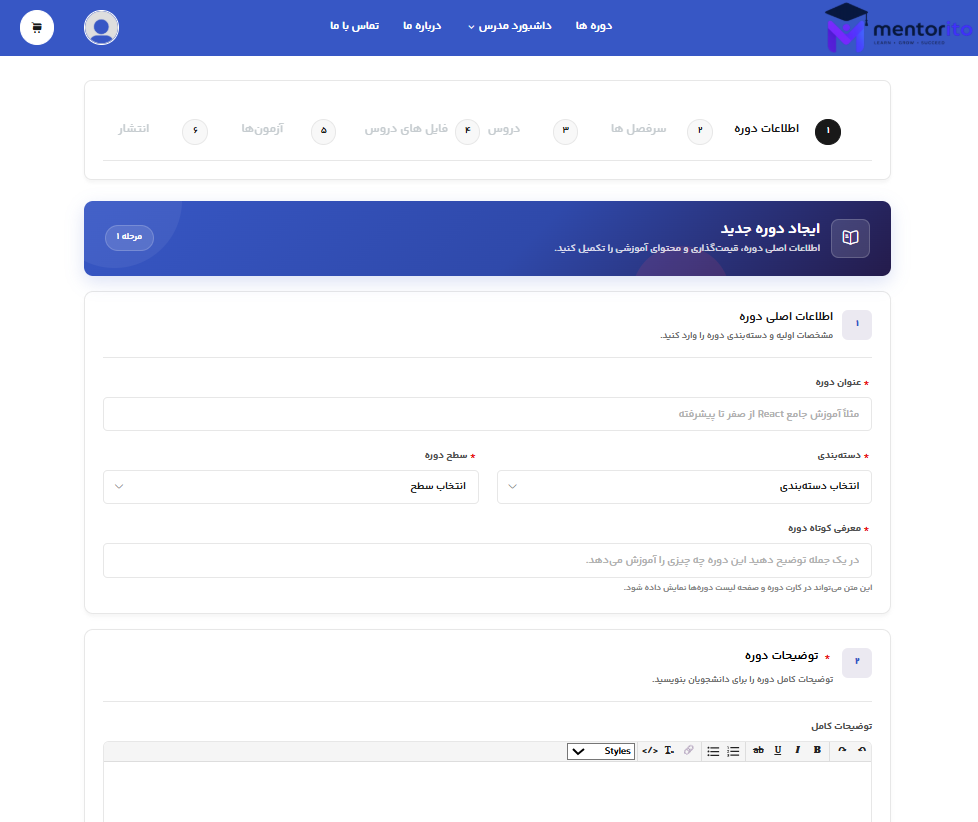 mentorito
LEARN • GROW • SUCCEED
دوره ها
داشبورد مدرس
درباره ما
تماس با ما
۱ اطلاعات دوره
۲ سرفصل ها
۳ دروس
۴ فایل های دروس
۵ آزمون‌ها
۶ انتشار
ایجاد دوره جدید
اطلاعات اصلی دوره، قیمت‌گذاری و محتوای آموزشی را تکمیل کنید.
مرحله ۱
۱
اطلاعات اصلی دوره
مشخصات اولیه و دسته‌بندی دوره را وارد کنید.
* عنوان دوره
مثلاً آموزش جامع React از صفر تا پیشرفته
* دسته‌بندی
* سطح دوره
انتخاب دسته‌بندی
انتخاب سطح
* معرفی کوتاه دوره
در یک جمله توضیح دهید این دوره چه چیزی را آموزش می‌دهد.
این متن می‌تواند در کارت دوره و صفحه لیست دوره‌ها نمایش داده شود.
۲
* توضیحات دوره
توضیحات کامل دوره را برای دانشجویان بنویسید.
توضیحات کامل
B I U ab </> Styles